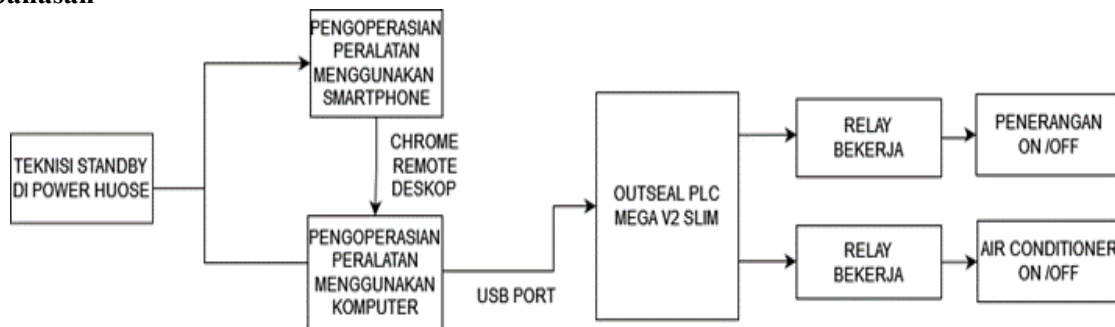 PENGOPERASIAN
PERALATAN
MENGGUNAKAN
SMARTPHONE
CHROME
REMOTE
DESKOP
TEKNISI STANDBY
DI POWER HUOSE
PENGOPERASIAN
PERALATAN
MENGGUNAKAN
KOMPUTER
USB PORT
OUTSEAL PLC
MEGA V2 SLIM
RELAY
BEKERJA
PENERANGAN
ON /OFF
RELAY
BEKERJA
AIR CONDITIONER
ON /OFF